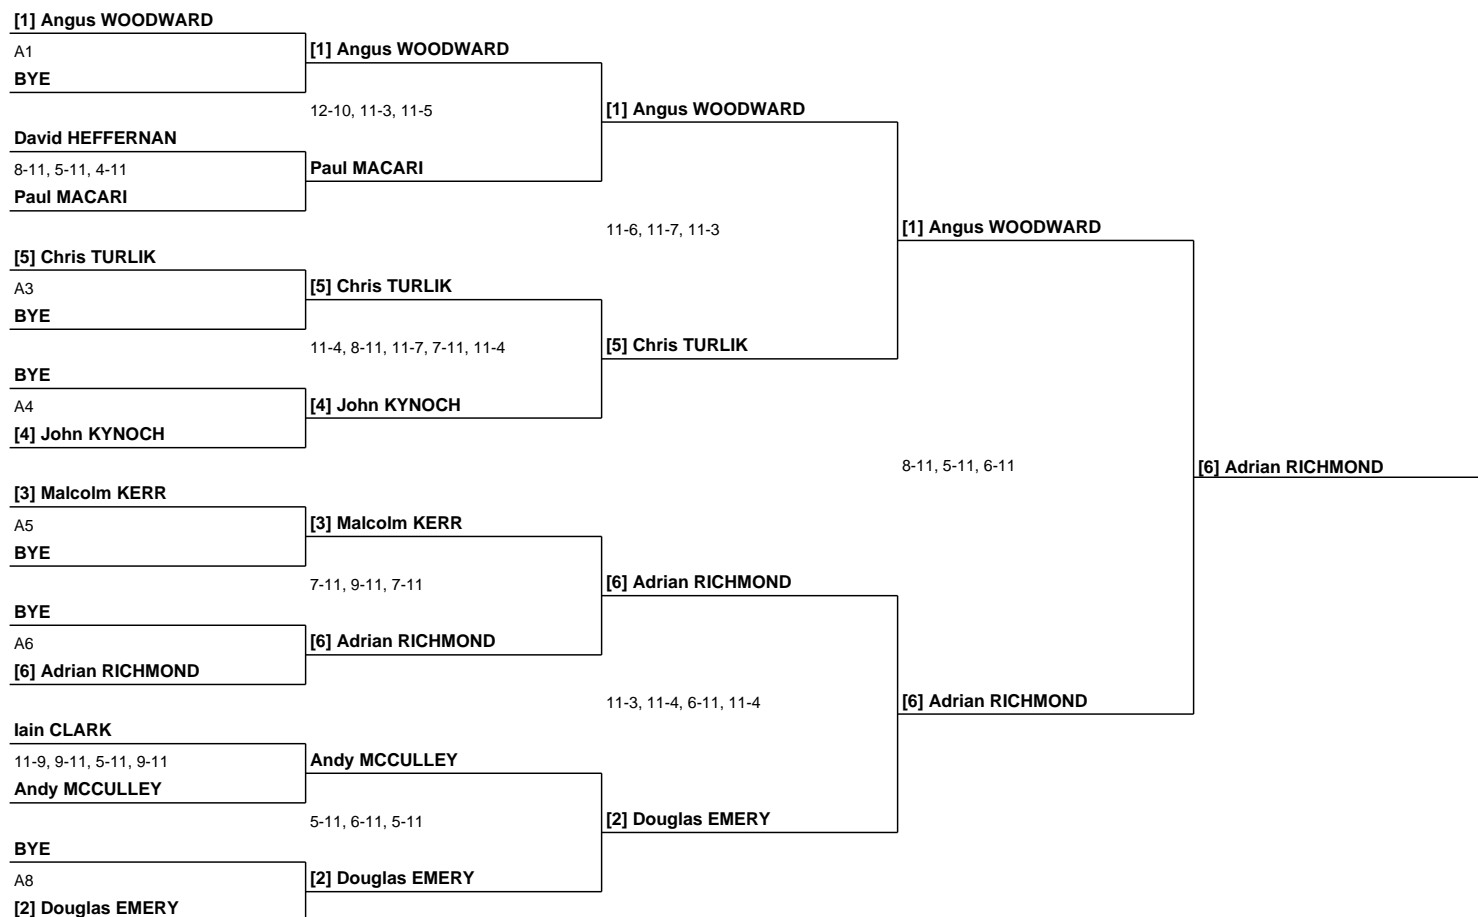 [1] Angus WOODWARD
A1
BYE
David HEFFERNAN
8-11, 5-11, 4-11
Paul MACARI
[5] Chris TURLIK
A3
BYE
BYE
A4
[4] John KYNOCH
[3] Malcolm KERR
A5
BYE
BYE
A6
[6] Adrian RICHMOND
Iain CLARK
11-9, 9-11, 5-11, 9-11
Andy MCCULLEY
BYE
A8
[2] Douglas EMERY
[1] Angus WOODWARD
12-10, 11-3, 11-5
Paul MACARI
[5] Chris TURLIK
11-4, 8-11, 11-7, 7-11, 11-4
[4] John KYNOCH
[3] Malcolm KERR
7-11, 9-11, 7-11
[6] Adrian RICHMOND
Andy MCCULLEY
5-11, 6-11, 5-11
[2] Douglas EMERY
[1] Angus WOODWARD
11-6, 11-7, 11-3
[5] Chris TURLIK
[6] Adrian RICHMOND
11-3, 11-4, 6-11, 11-4
[2] Douglas EMERY
[1] Angus WOODWARD
8-11, 5-11, 6-11
[6] Adrian RICHMOND
[6] Adrian RICHMOND